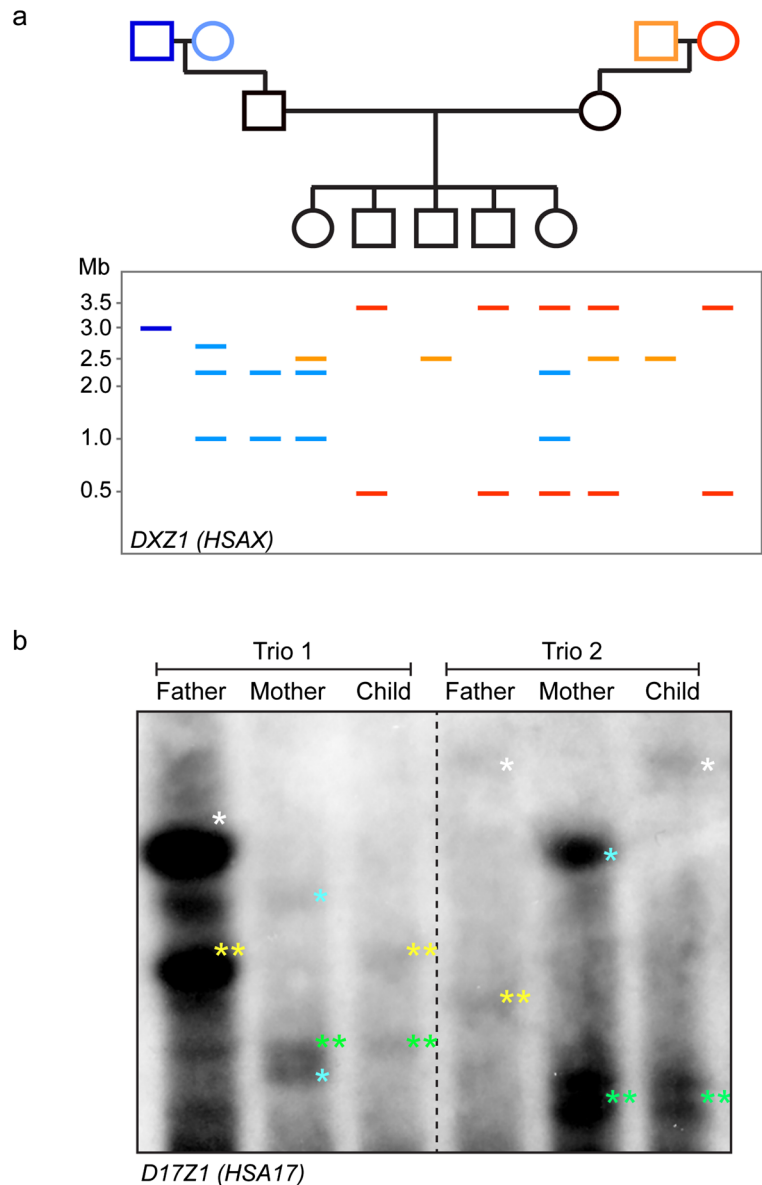 a
Mb
3.5
3.0
2.5
2.0
1.0
0.5
DXZ1 (HSAX)
b
Trio 1 Trio 2
Father Mother Child Father Mother Child
*
*
*
*
*
** **
**
** **
*
** **
D17Z1 (HSA17)